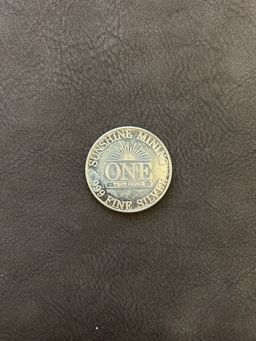 SUNSHINE MINING
ONE
TROY OUNCE
.999 FINE SILVER